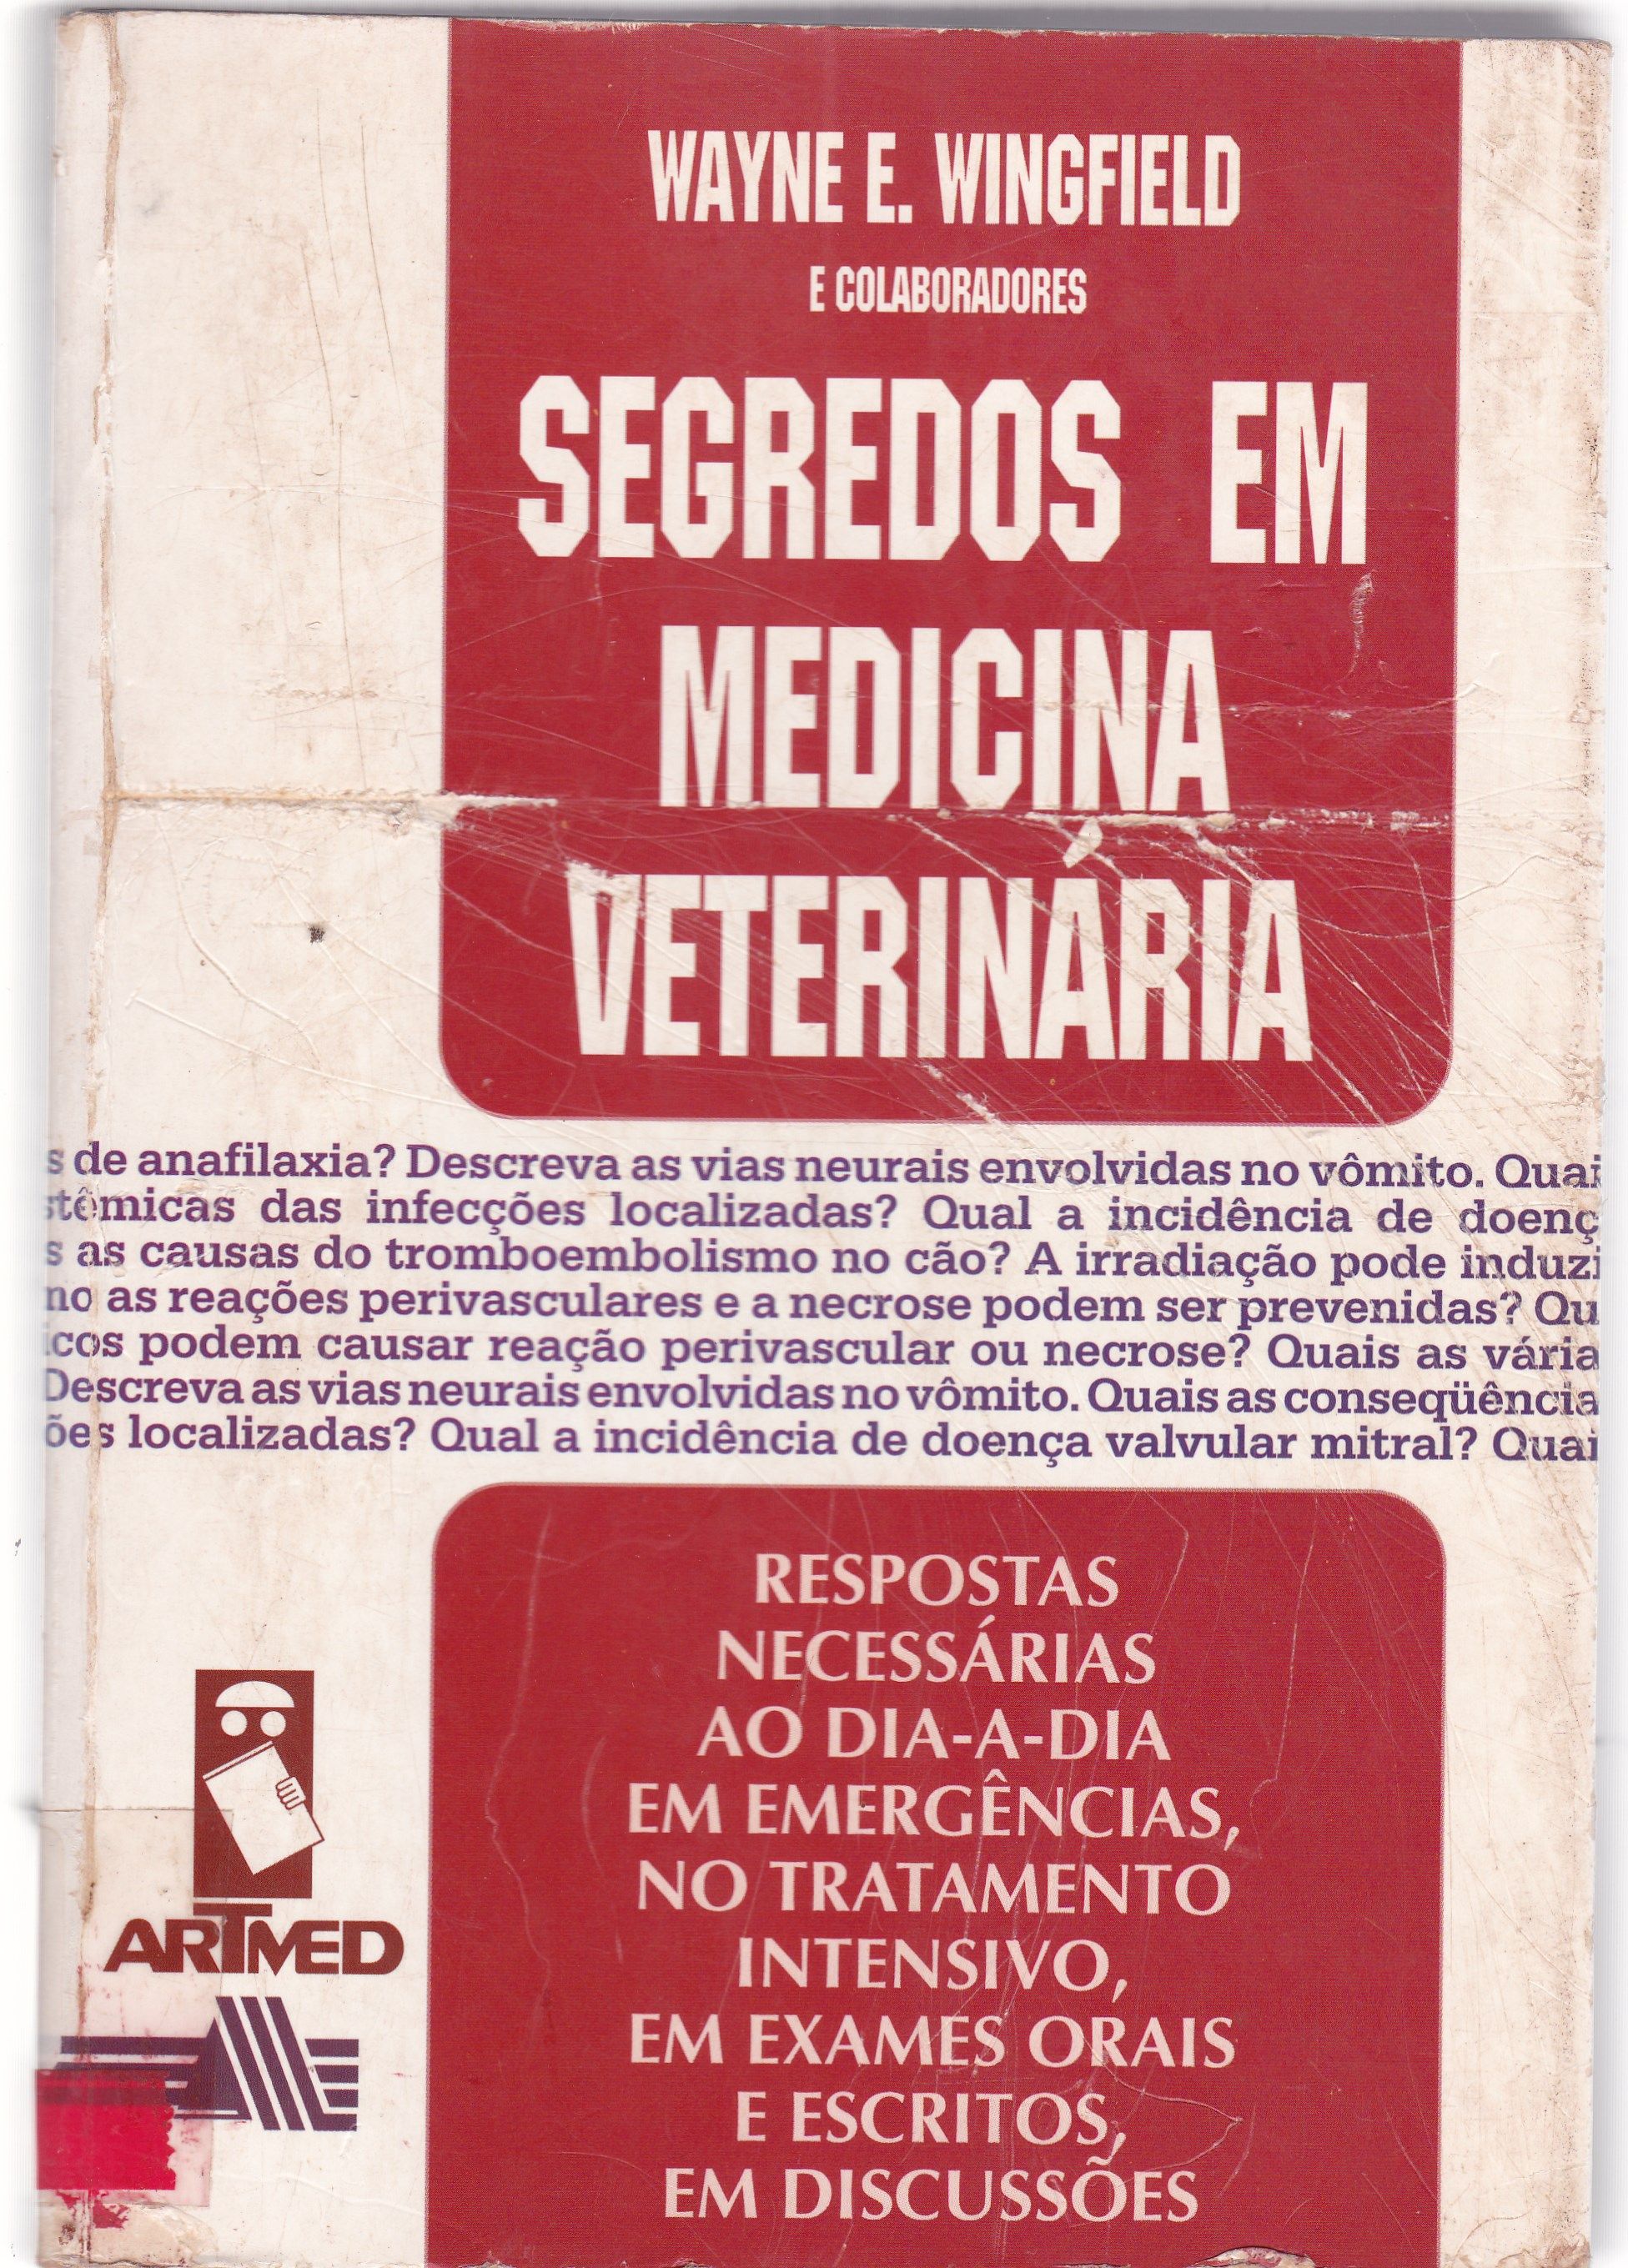 WAYNE E. WINGFIELD
E COLABORADORES
SEGREDOS EM
MEDICINA
VETERINÁRIA
s de anafilaxia? Descreva as vias neurais envolvidas no vômito. Quai
stêmicas das infecções localizadas? Qual a incidência de doenç
s as causas do tromboembolismo no cão? A irradiação pode induzi
no as reações perivasculares e a necrose podem ser prevenidas? Qu
icos podem causar reação perivascular ou necrose? Quais as vária
Descreva as vias neurais envolvidas no vômito. Quais as conseqüência
ões localizadas? Qual a incidência de doença valvular mitral? Quai
RESPOSTAS
NECESSÁRIAS
AO DIA-A-DIA
EM EMERGÊNCIAS,
NO TRATAMENTO
INTENSIVO,
EM EXAMES ORAIS
E ESCRITOS,
EM DISCUSSÕES
ARTMED